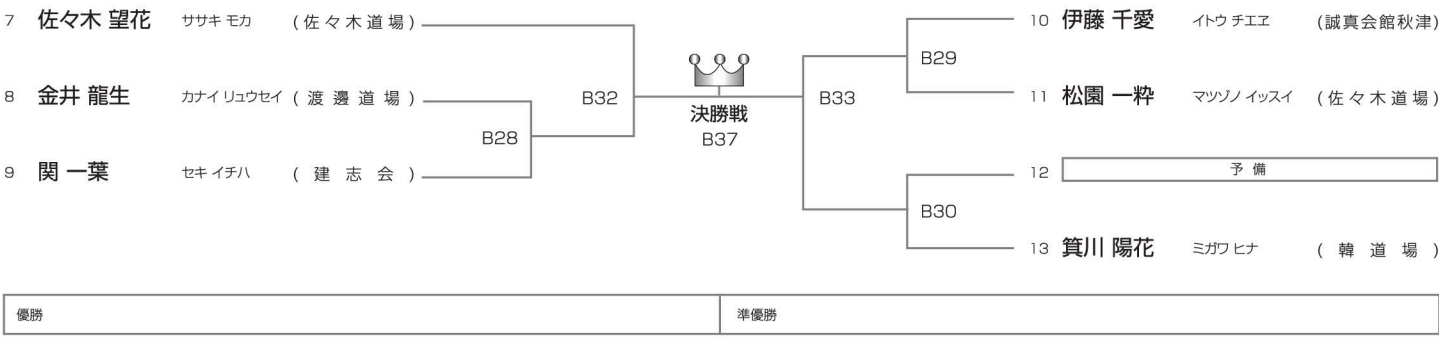 7 佐々木 望花 ササキ モカ (佐々木道場)
8 金井 龍生 カナイ リュウセイ (渡邊道場)
9 関 一葉 セキ イチハ (建志会)
B28
B32
決勝戦
B37
B33
B29
B30
10 伊藤 千愛 イトウ チエヱ (誠真会館秋津)
11 松園 一粋 マツゾノ イッスイ (佐々木道場)
12 予備
13 箕川 陽花 ミガワ ヒナ (韓道場)
優勝
準優勝